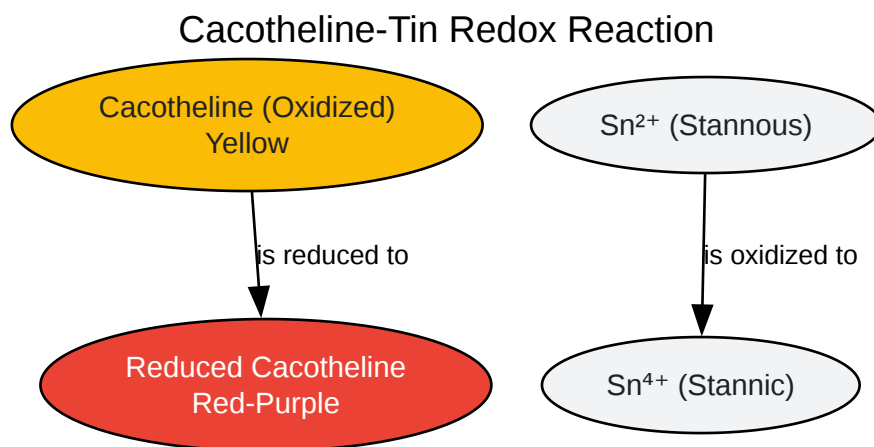 Cacotheline-Tin Redox Reaction
Cacotheline (Oxidized)
Yellow
Sn²⁺ (Stannous)
is reduced to
is oxidized to
Reduced Cacotheline
Red-Purple
Sn⁴⁺ (Stannic)